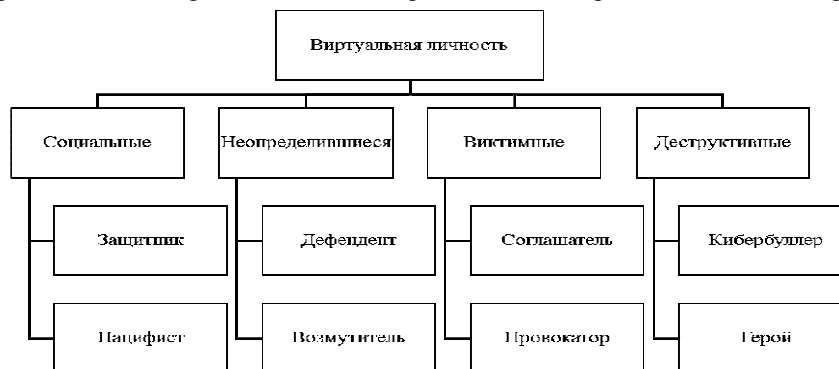 Виртуальная личность
Социальные
Неопределившиеся
Виктимные
Деструктивные
Защитник
Дефендент
Соглашатель
Кибербуллер
Пацифист
Возмутитель
Провокатор
Герой